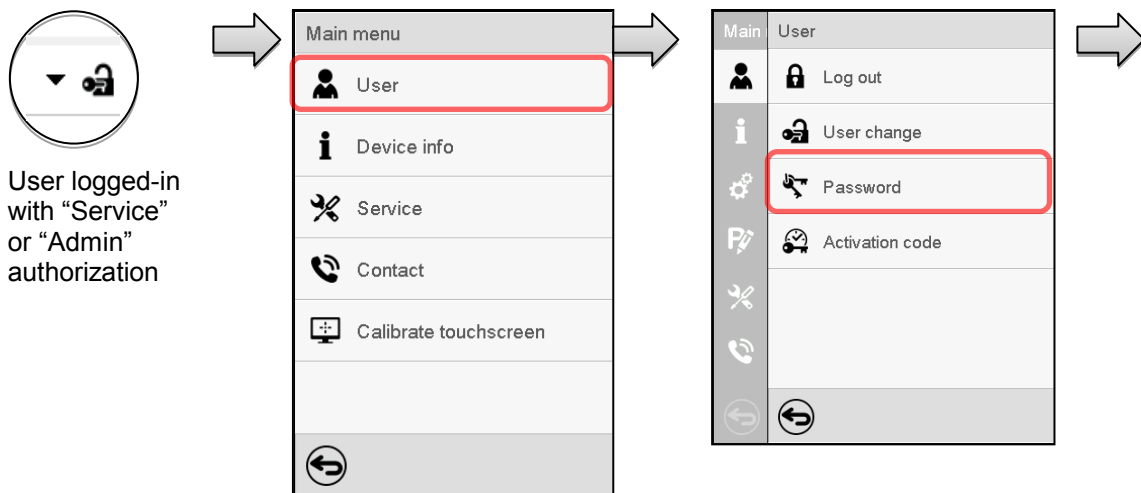 User logged-in
with “Service”
or “Admin”
authorization
Main menu
User
Device info
Service
Contact
Calibrate touchscreen
Main
User
Log out
User change
Password
Activation code